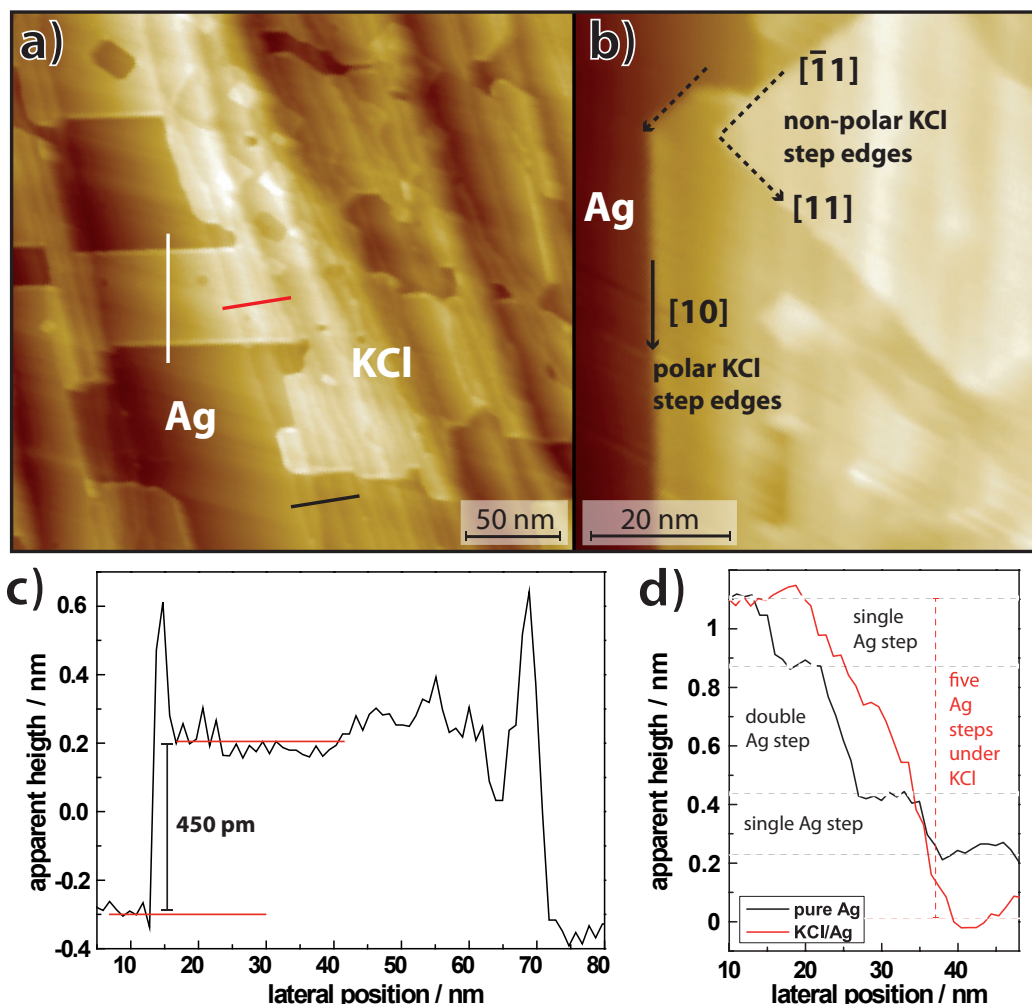 a)
KCl
Ag
50 nm
b)
[1̄1]
non-polar KCl
step edges
[11]
Ag
[10]
polar KCl
step edges
20 nm
c)
apparent heigth / nm
0.6
0.4
0.2
0.0
-0.2
-0.4
450 pm
10 20 30 40 50 60 70 80
lateral position / nm
d)
apparent heigth / nm
1
0.8
0.6
0.4
0.2
0
single
Ag step
double
Ag step
single Ag step
five
Ag
steps
under
KCl
pure Ag
KCl/Ag
10 20 30 40
lateral position / nm